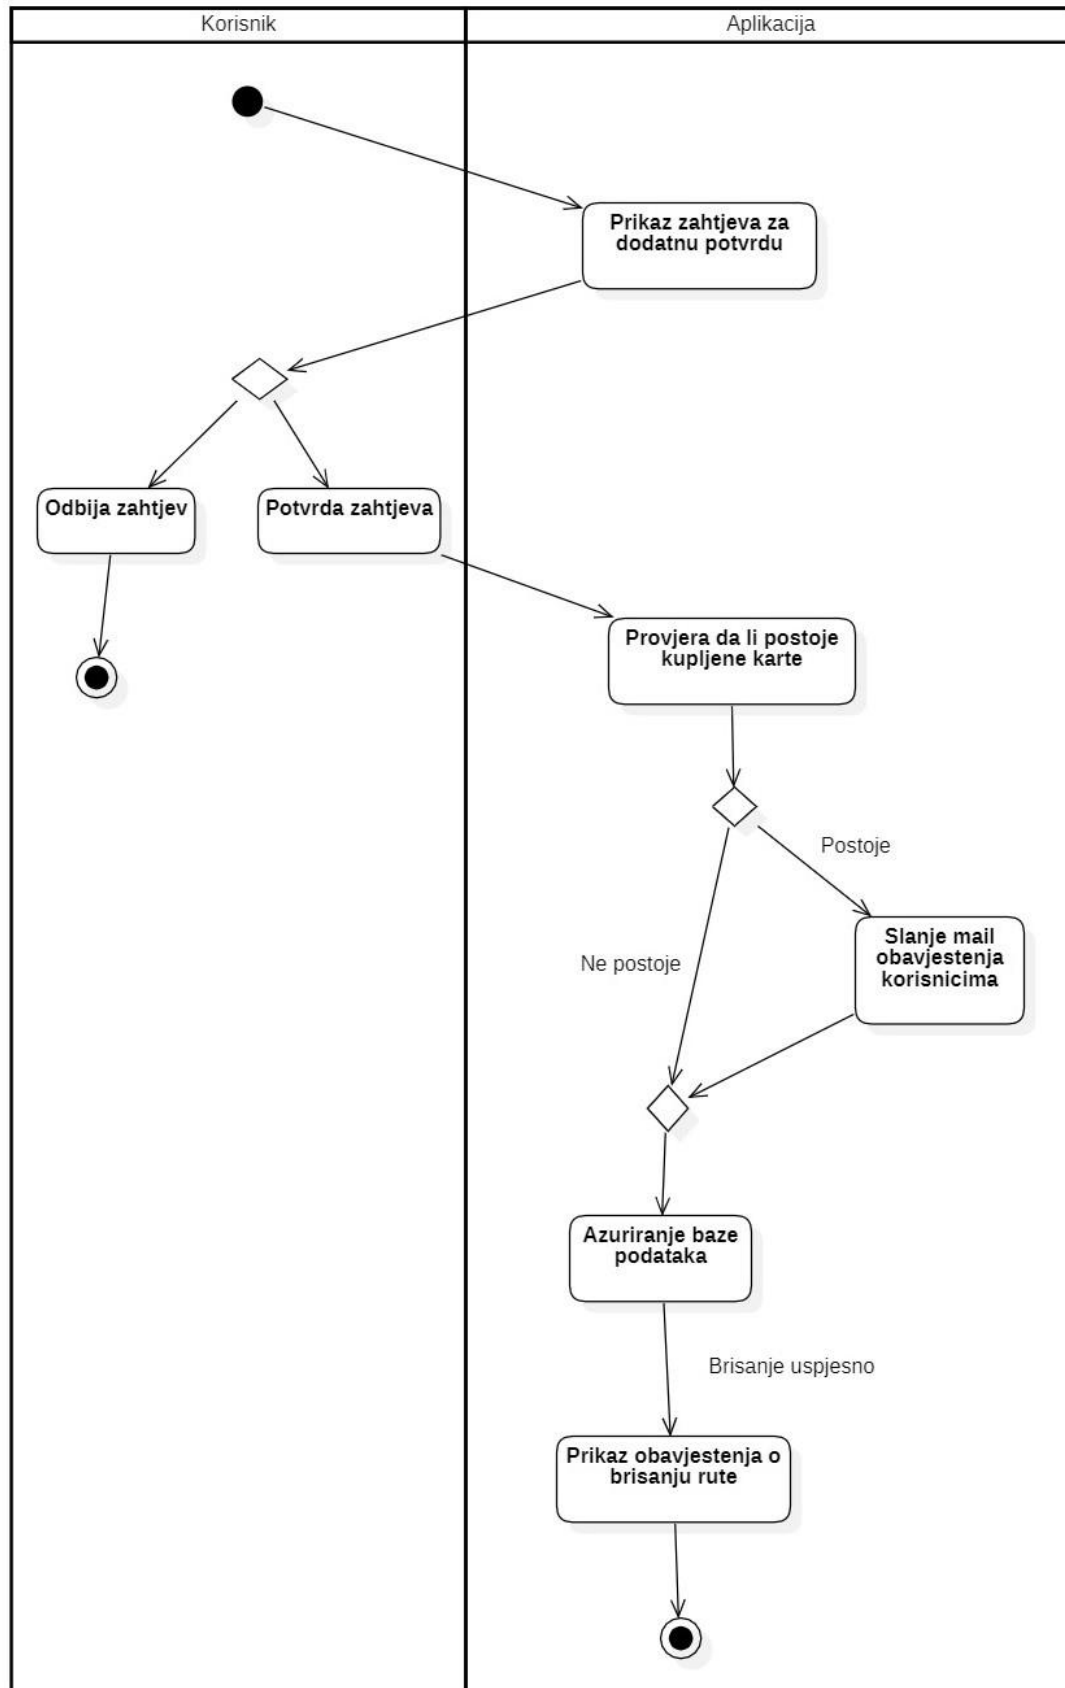 Korisnik
Aplikacija
Prikaz zahtjeva za
dodatnu potvrdu
Odbija zahtjev
Potvrda zahtjeva
Provjera da li postoje
kupljene karte
Postoje
Ne postoje
Slanje mail
obavjestenja
korisnicima
Azuriranje baze
podataka
Brisanje uspjesno
Prikaz obavjestenja o
brisanju rute